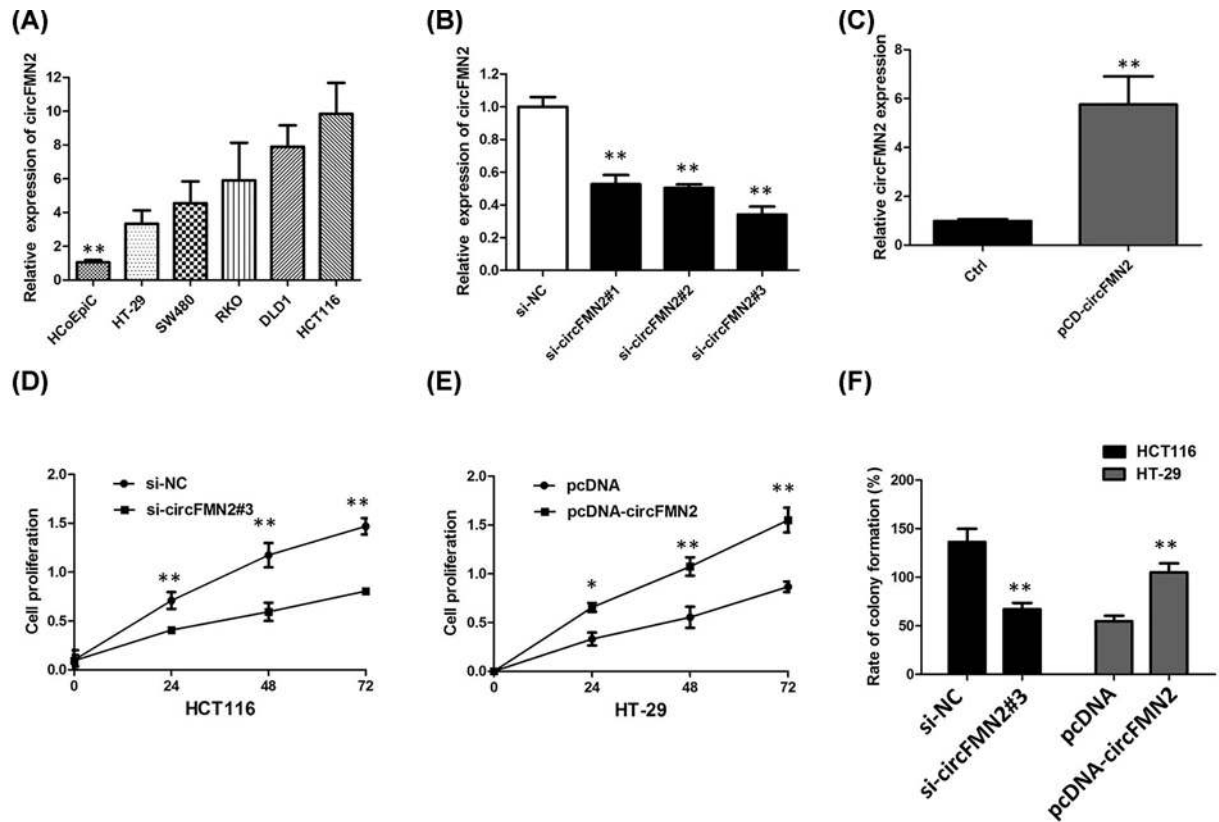 (A)
Relative expression of circFMN2
12
10
8
6
4
2
0
**
HCoEpiC
HT-29
SW480
RKO
DLD1
HCT116
(B)
Relative expression of circFMN2
1.2
1.0
0.8
0.6
0.4
0.2
0.0
**
**
**
si-NC
si-circFMN2#1
si-circFMN2#2
si-circFMN2#3
(C)
Relative circFMN2 expression
8
6
4
2
0
**
Ctrl
pCD-circFMN2
(D)
Cell proliferation
2.0
1.5
1.0
0.5
0.0
si-NC
si-circFMN2#3
**
**
**
0
24
48
72
HCT116
(E)
Cell proliferation
2.0
1.5
1.0
0.5
0.0
pcDNA
pcDNA-circFMN2
*
**
**
0
24
48
72
HT-29
(F)
HCT116
HT-29
Rate of colony formation (%)
200
150
100
50
0
**
**
si-NC
si-circFMN2#3
pcDNA
pcDNA-circFMN2